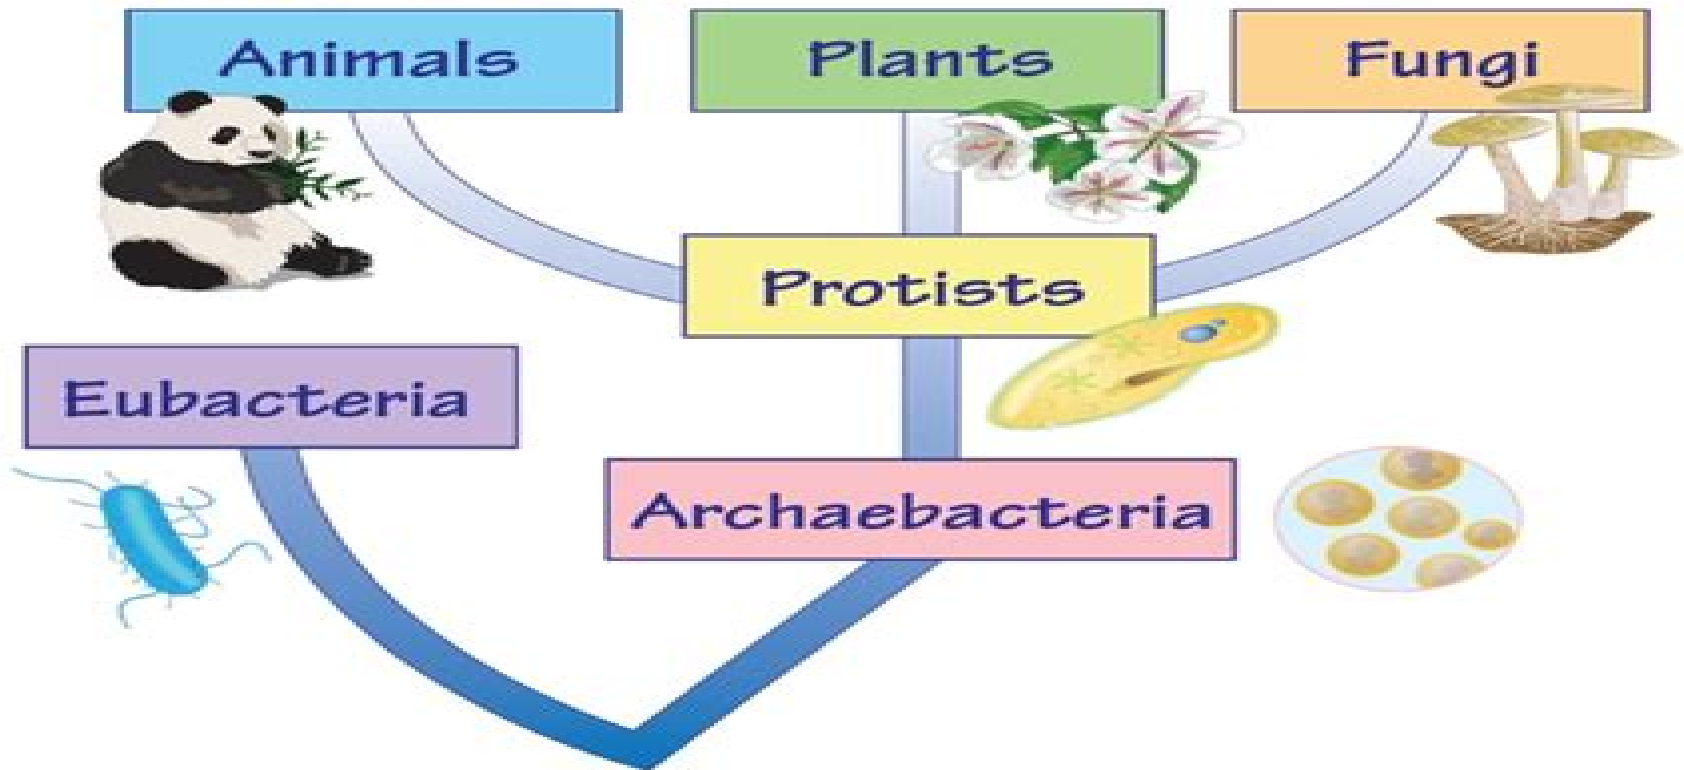 Animals
Plants
Fungi
Protists
Eubacteria
Archaebacteria